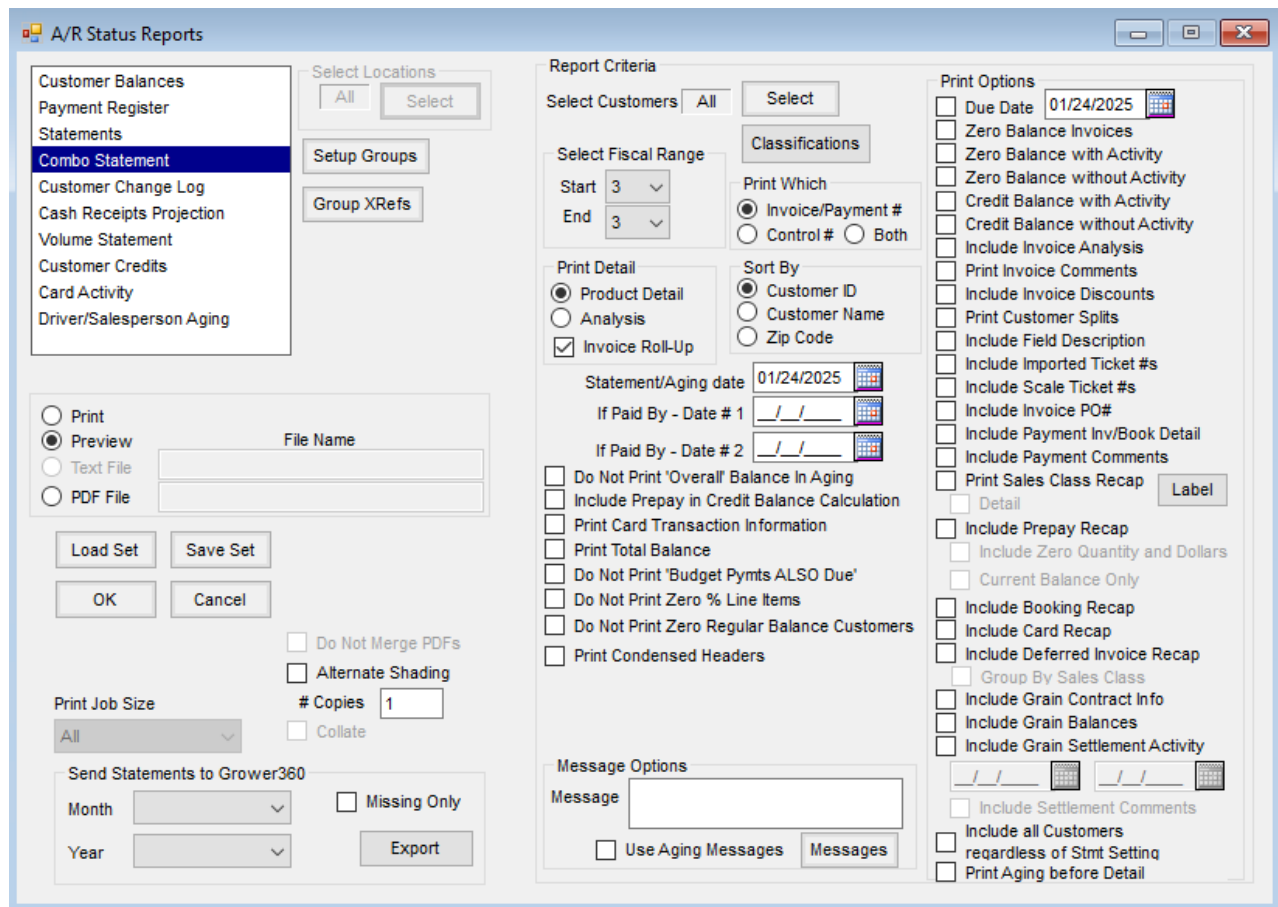 A/R Status Reports
Customer Balances
Payment Register
Statements
Combo Statement
Customer Change Log
Cash Receipts Projection
Volume Statement
Customer Credits
Card Activity
Driver/Salesperson Aging
Select Locations
All
Select
Setup Groups
Group XRefs
Print
Preview
File Name
Text File
PDF File
Load Set
Save Set
OK
Cancel
Do Not Merge PDFs
Alternate Shading
Print Job Size
# Copies 1
All
Collate
Send Statements to Grower360
Month
Missing Only
Year
Export
Report Criteria
Select Customers All
Select
Classifications
Select Fiscal Range
Start 3
End 3
Print Which
Invoice/Payment #
Control # Both
Print Detail
Product Detail
Analysis
Invoice Roll-Up
Sort By
Customer ID
Customer Name
Zip Code
Statement/Aging date 01/24/2025
If Paid By - Date # 1 __/__/____
If Paid By - Date # 2 __/__/____
Do Not Print 'Overall' Balance In Aging
Include Prepay in Credit Balance Calculation
Print Card Transaction Information
Print Total Balance
Do Not Print 'Budget Pymts ALSO Due'
Do Not Print Zero % Line Items
Do Not Print Zero Regular Balance Customers
Print Condensed Headers
Message Options
Message
Use Aging Messages
Messages
Print Options
Due Date 01/24/2025
Zero Balance Invoices
Zero Balance with Activity
Zero Balance without Activity
Credit Balance with Activity
Credit Balance without Activity
Include Invoice Analysis
Print Invoice Comments
Include Invoice Discounts
Print Customer Splits
Include Field Description
Include Imported Ticket #s
Include Scale Ticket #s
Include Invoice PO#
Include Payment Inv/Book Detail
Include Payment Comments
Print Sales Class Recap
Label
Detail
Include Prepay Recap
Include Zero Quantity and Dollars
Current Balance Only
Include Booking Recap
Include Card Recap
Include Deferred Invoice Recap
Group By Sales Class
Include Grain Contract Info
Include Grain Balances
Include Grain Settlement Activity
__/__/____ __/__/____
Include Settlement Comments
Include all Customers
regardless of Stmt Setting
Print Aging before Detail